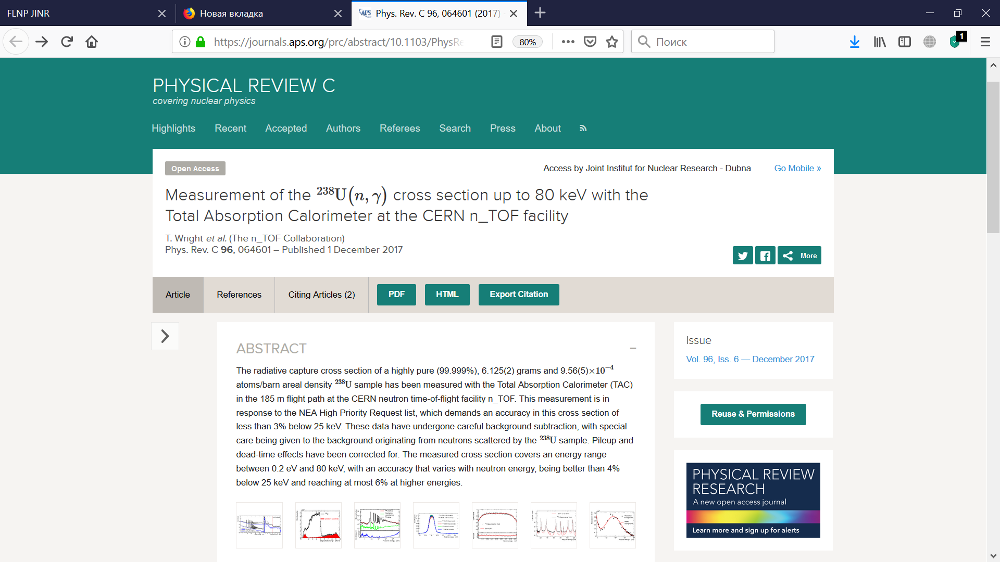 FLNP JINR
Новая вкладка
Phys. Rev. C 96, 064601 (2017)
https://journals.aps.org/prc/abstract/10.1103/PhysRe
80%
Поиск
1
PHYSICAL REVIEW C
covering nuclear physics
Highlights Recent Accepted Authors Referees Search Press About
Open Access
Access by Joint Institut for Nuclear Research - Dubna
Go Mobile »
Measurement of the ²³⁸U(n, γ) cross section up to 80 keV with the
Total Absorption Calorimeter at the CERN n_TOF facility
T. Wright et al. (The n_TOF Collaboration)
Phys. Rev. C 96, 064601 – Published 1 December 2017
More
Article References Citing Articles (2) PDF HTML Export Citation
ABSTRACT
The radiative capture cross section of a highly pure (99.999%), 6.125(2) grams and 9.56(5)×10⁻⁴
atoms/barn areal density ²³⁸U sample has been measured with the Total Absorption Calorimeter (TAC)
in the 185 m flight path at the CERN neutron time-of-flight facility n_TOF. This measurement is in
response to the NEA High Priority Request list, which demands an accuracy in this cross section of
less than 3% below 25 keV. These data have undergone careful background subtraction, with special
care being given to the background originating from neutrons scattered by the ²³⁸U sample. Pileup and
dead-time effects have been corrected for. The measured cross section covers an energy range
between 0.2 eV and 80 keV, with an accuracy that varies with neutron energy, being better than 4%
below 25 keV and reaching at most 6% at higher energies.
Issue
Vol. 96, Iss. 6 — December 2017
Reuse & Permissions
PHYSICAL REVIEW
RESEARCH
A new open access journal
Learn more and sign up for alerts